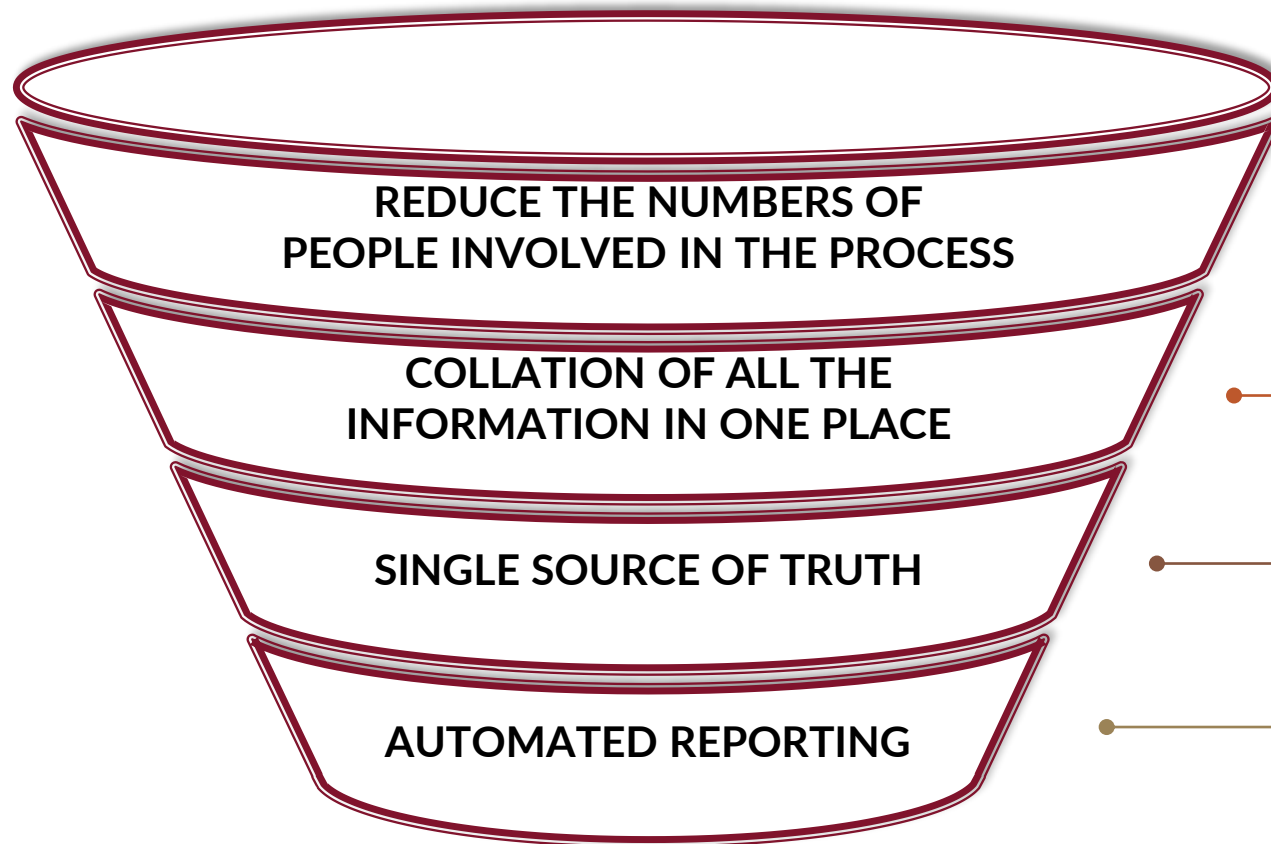 REDUCE THE NUMBERS OF
PEOPLE INVOLVED IN THE PROCESS
COLLATION OF ALL THE
INFORMATION IN ONE PLACE
SINGLE SOURCE OF TRUTH
AUTOMATED REPORTING